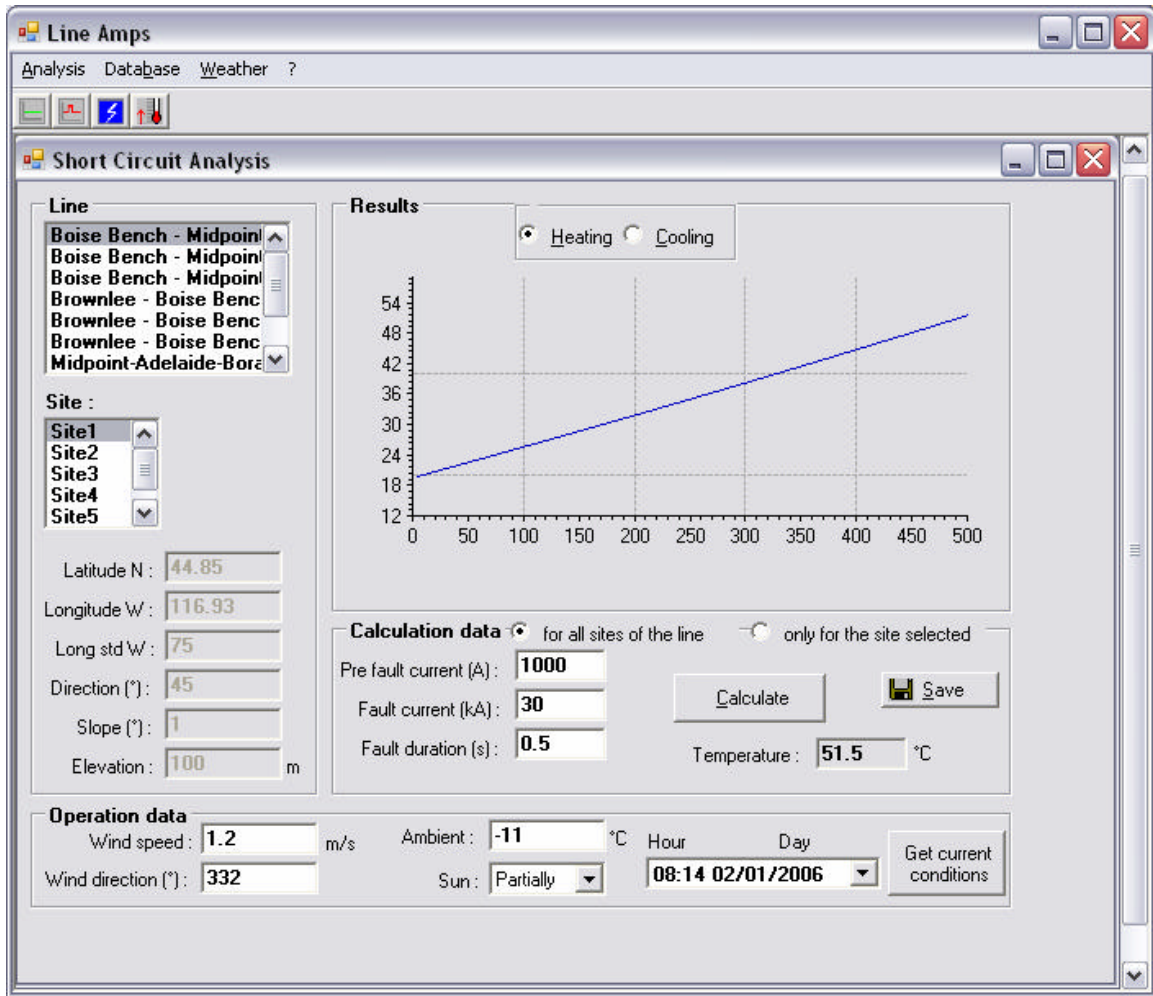 Line Amps
Analysis Database Weather ?
Short Circuit Analysis
Line
Boise Bench - Midpoint
Boise Bench - Midpoint
Boise Bench - Midpoint
Brownlee - Boise Benc
Brownlee - Boise Benc
Brownlee - Boise Benc
Midpoint-Adelaide-Bora
Site :
Site1
Site2
Site3
Site4
Site5
Latitude N : 44.85
Longitude W : 116.93
Long std W : 75
Direction (°) : 45
Slope (°) : 1
Elevation : 100 m
Results
Heating Cooling
54
48
42
36
30
24
18
12
0 50 100 150 200 250 300 350 400 450 500
Calculation data for all sites of the line only for the site selected
Pre fault current (A) : 1000
Fault current (kA) : 30
Fault duration (s) : 0.5
Calculate
Save
Temperature : 51.5 °C
Operation data
Wind speed : 1.2 m/s
Wind direction (°) : 332
Ambient : -11 °C
Sun : Partially
Hour Day
08:14 02/01/2006
Get current
conditions